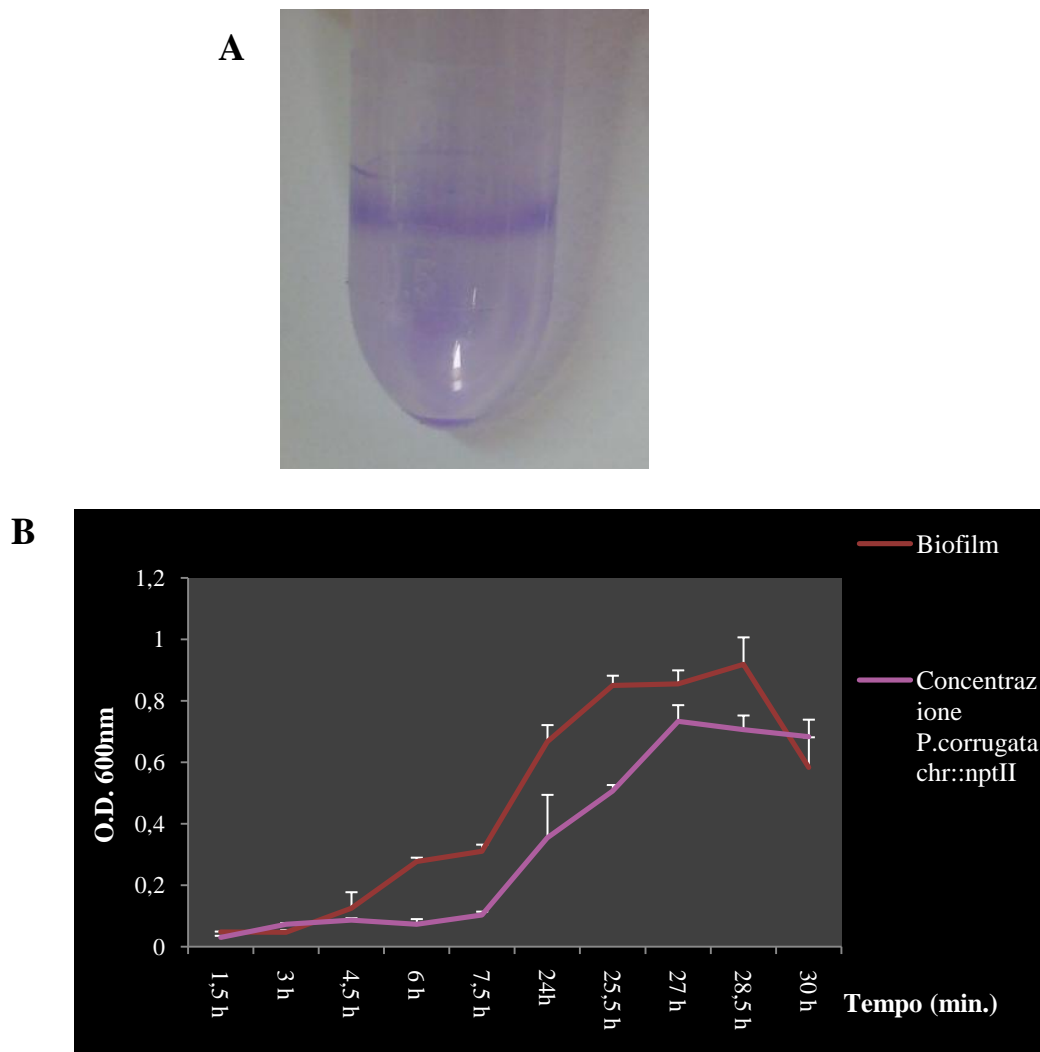 A
B
Biofilm
Concentraz
ione
P.corrugata
chr::nptII
1,2
1
0,8
0,6
0,4
0,2
0
O.D. 600nm
1,5 h
3 h
4,5 h
6 h
7,5 h
24h
25,5 h
27 h
28,5 h
30 h
Tempo (min.)